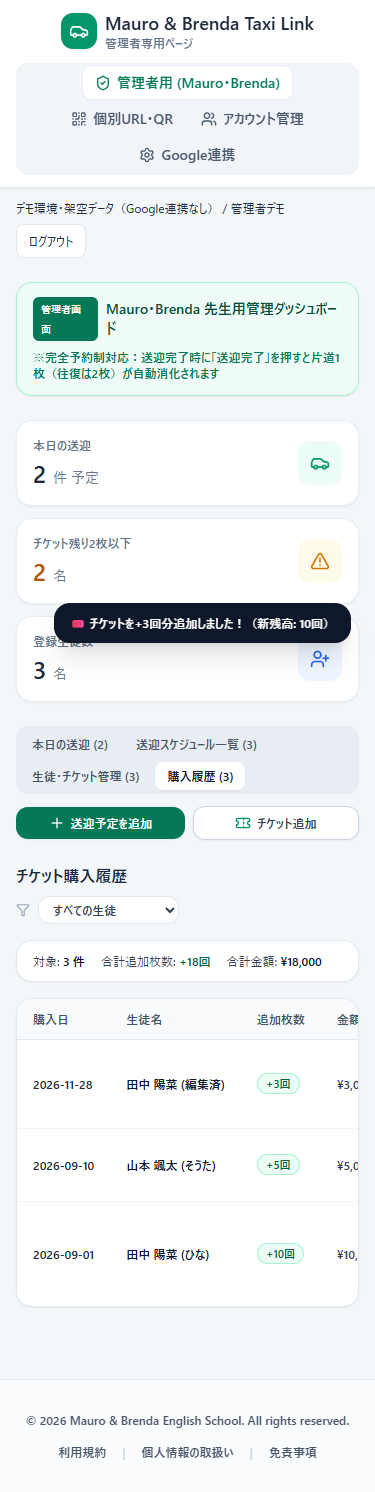 Mauro & Brenda Taxi Link
管理者専用ページ
管理者用 (Mauro・Brenda)
個別URL・QR
アカウント管理
Google連携
デモ環境・架空データ（Google連携なし） / 管理者デモ
ログアウト
管理者画
面
Mauro・Brenda 先生用管理ダッシュボー
ド
※完全予約制対応：送迎完了時に「送迎完了」を押すと片道1
枚（往復は2枚）が自動消化されます
本日の送迎
2 件 予定
チケット残り2枚以下
2 名
チケットを+3回分追加しました！（新残高: 10回）
登録生徒数
3 名
本日の送迎 (2)
送迎スケジュール一覧 (3)
生徒・チケット管理 (3)
購入履歴 (3)
送迎予定を追加
チケット追加
チケット購入履歴
すべての生徒
対象: 3 件 合計追加枚数: +18回 合計金額: ¥18,000
購入日 生徒名 追加枚数 金額
2026-11-28 田中 陽菜 (編集済) +3回 ¥3,0
2026-09-10 山本 颯太 (そうた) +5回 ¥5,0
2026-09-01 田中 陽菜 (ひな) +10回 ¥10,
© 2026 Mauro & Brenda English School. All rights reserved.
利用規約 | 個人情報の取扱い | 免責事項